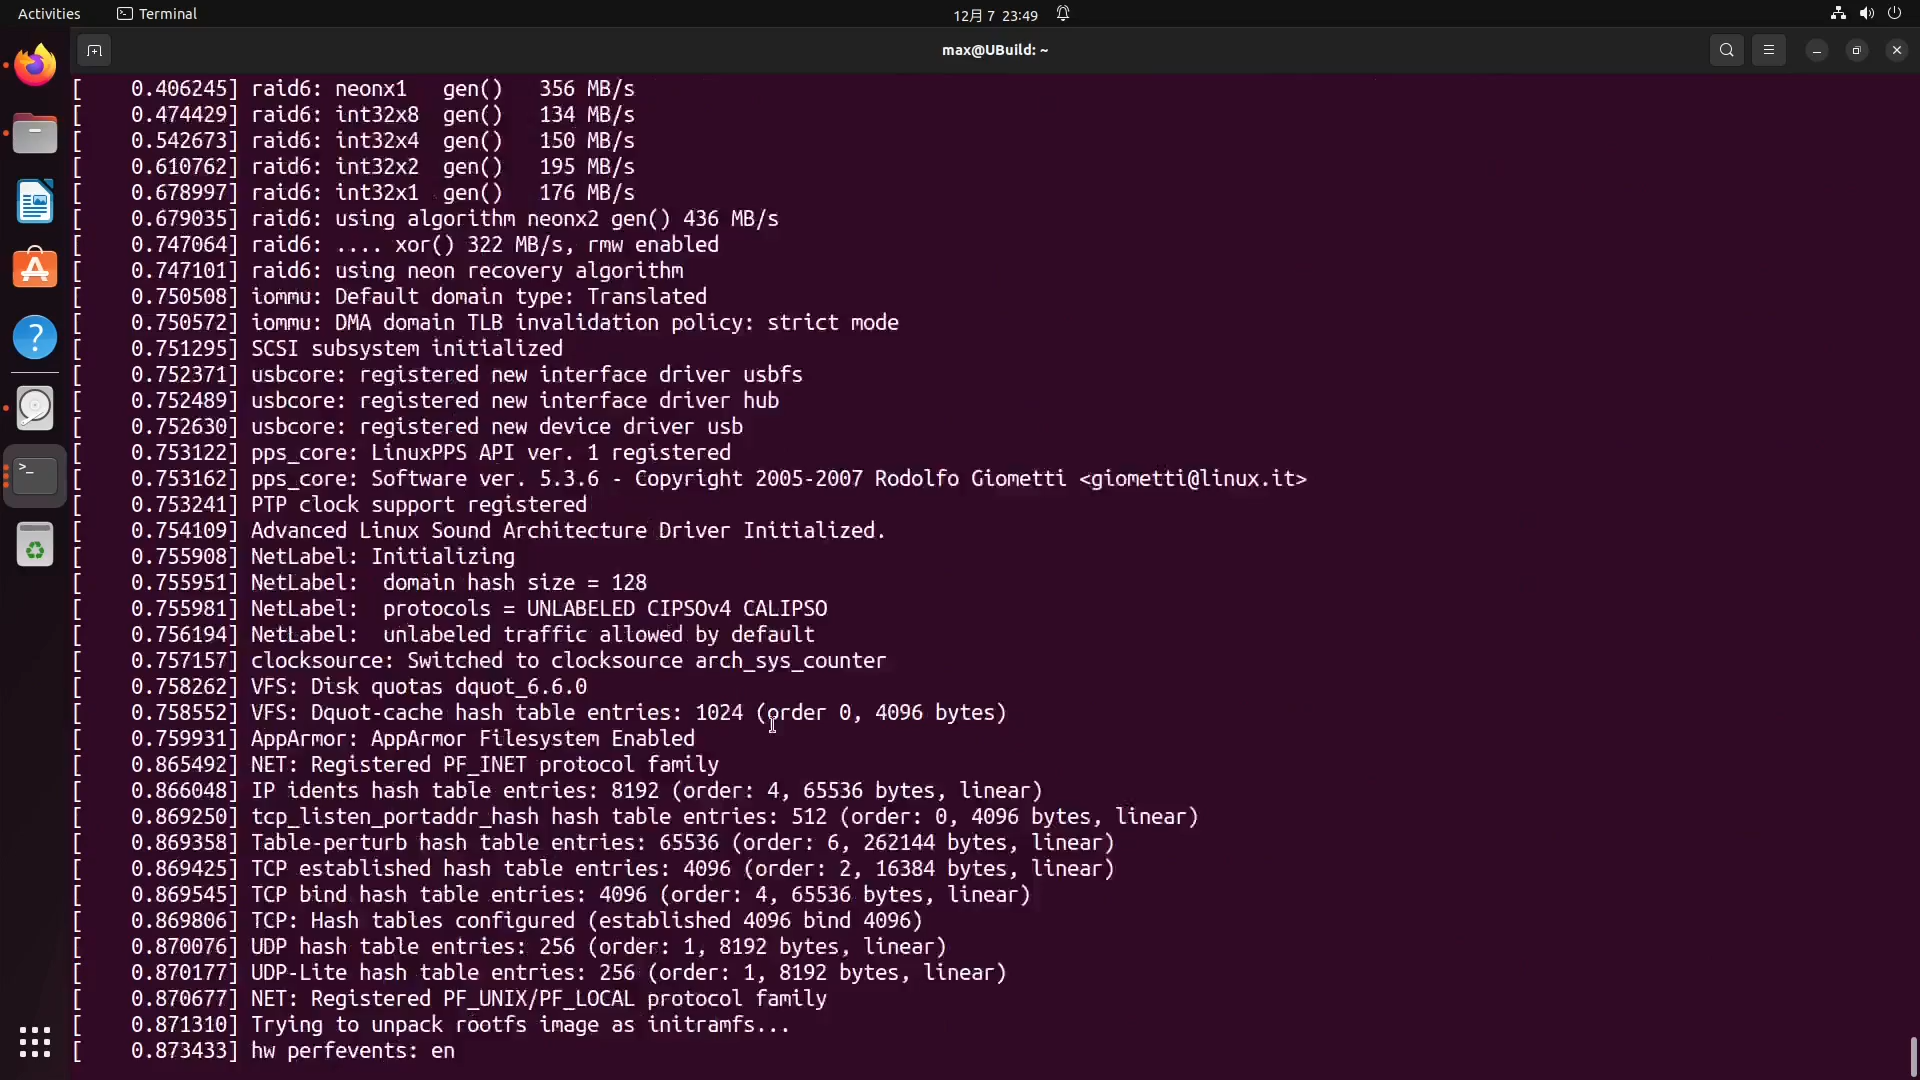 Activities
Terminal
12月 7 23:49
max@UBuild: ~
[    0.406245] raid6: neonx1   gen()   356 MB/s
[    0.474429] raid6: int32x8  gen()   134 MB/s
[    0.542673] raid6: int32x4  gen()   150 MB/s
[    0.610762] raid6: int32x2  gen()   195 MB/s
[    0.678997] raid6: int32x1  gen()   176 MB/s
[    0.679035] raid6: using algorithm neonx2 gen() 436 MB/s
[    0.747064] raid6: .... xor() 322 MB/s, rmw enabled
[    0.747101] raid6: using neon recovery algorithm
[    0.750508] iommu: Default domain type: Translated
[    0.750572] iommu: DMA domain TLB invalidation policy: strict mode
[    0.751295] SCSI subsystem initialized
[    0.752371] usbcore: registered new interface driver usbfs
[    0.752489] usbcore: registered new interface driver hub
[    0.752630] usbcore: registered new device driver usb
[    0.753122] pps_core: LinuxPPS API ver. 1 registered
[    0.753162] pps_core: Software ver. 5.3.6 - Copyright 2005-2007 Rodolfo Giometti <giometti@linux.it>
[    0.753241] PTP clock support registered
[    0.754109] Advanced Linux Sound Architecture Driver Initialized.
[    0.755908] NetLabel: Initializing
[    0.755951] NetLabel:  domain hash size = 128
[    0.755981] NetLabel:  protocols = UNLABELED CIPSOv4 CALIPSO
[    0.756194] NetLabel:  unlabeled traffic allowed by default
[    0.757157] clocksource: Switched to clocksource arch_sys_counter
[    0.758262] VFS: Disk quotas dquot_6.6.0
[    0.758552] VFS: Dquot-cache hash table entries: 1024 (order 0, 4096 bytes)
[    0.759931] AppArmor: AppArmor Filesystem Enabled
[    0.865492] NET: Registered PF_INET protocol family
[    0.866048] IP idents hash table entries: 8192 (order: 4, 65536 bytes, linear)
[    0.869250] tcp_listen_portaddr_hash hash table entries: 512 (order: 0, 4096 bytes, linear)
[    0.869358] Table-perturb hash table entries: 65536 (order: 6, 262144 bytes, linear)
[    0.869425] TCP established hash table entries: 4096 (order: 2, 16384 bytes, linear)
[    0.869545] TCP bind hash table entries: 4096 (order: 4, 65536 bytes, linear)
[    0.869806] TCP: Hash tables configured (established 4096 bind 4096)
[    0.870076] UDP hash table entries: 256 (order: 1, 8192 bytes, linear)
[    0.870177] UDP-Lite hash table entries: 256 (order: 1, 8192 bytes, linear)
[    0.870677] NET: Registered PF_UNIX/PF_LOCAL protocol family
[    0.871310] Trying to unpack rootfs image as initramfs...
[    0.873433] hw perfevents: en